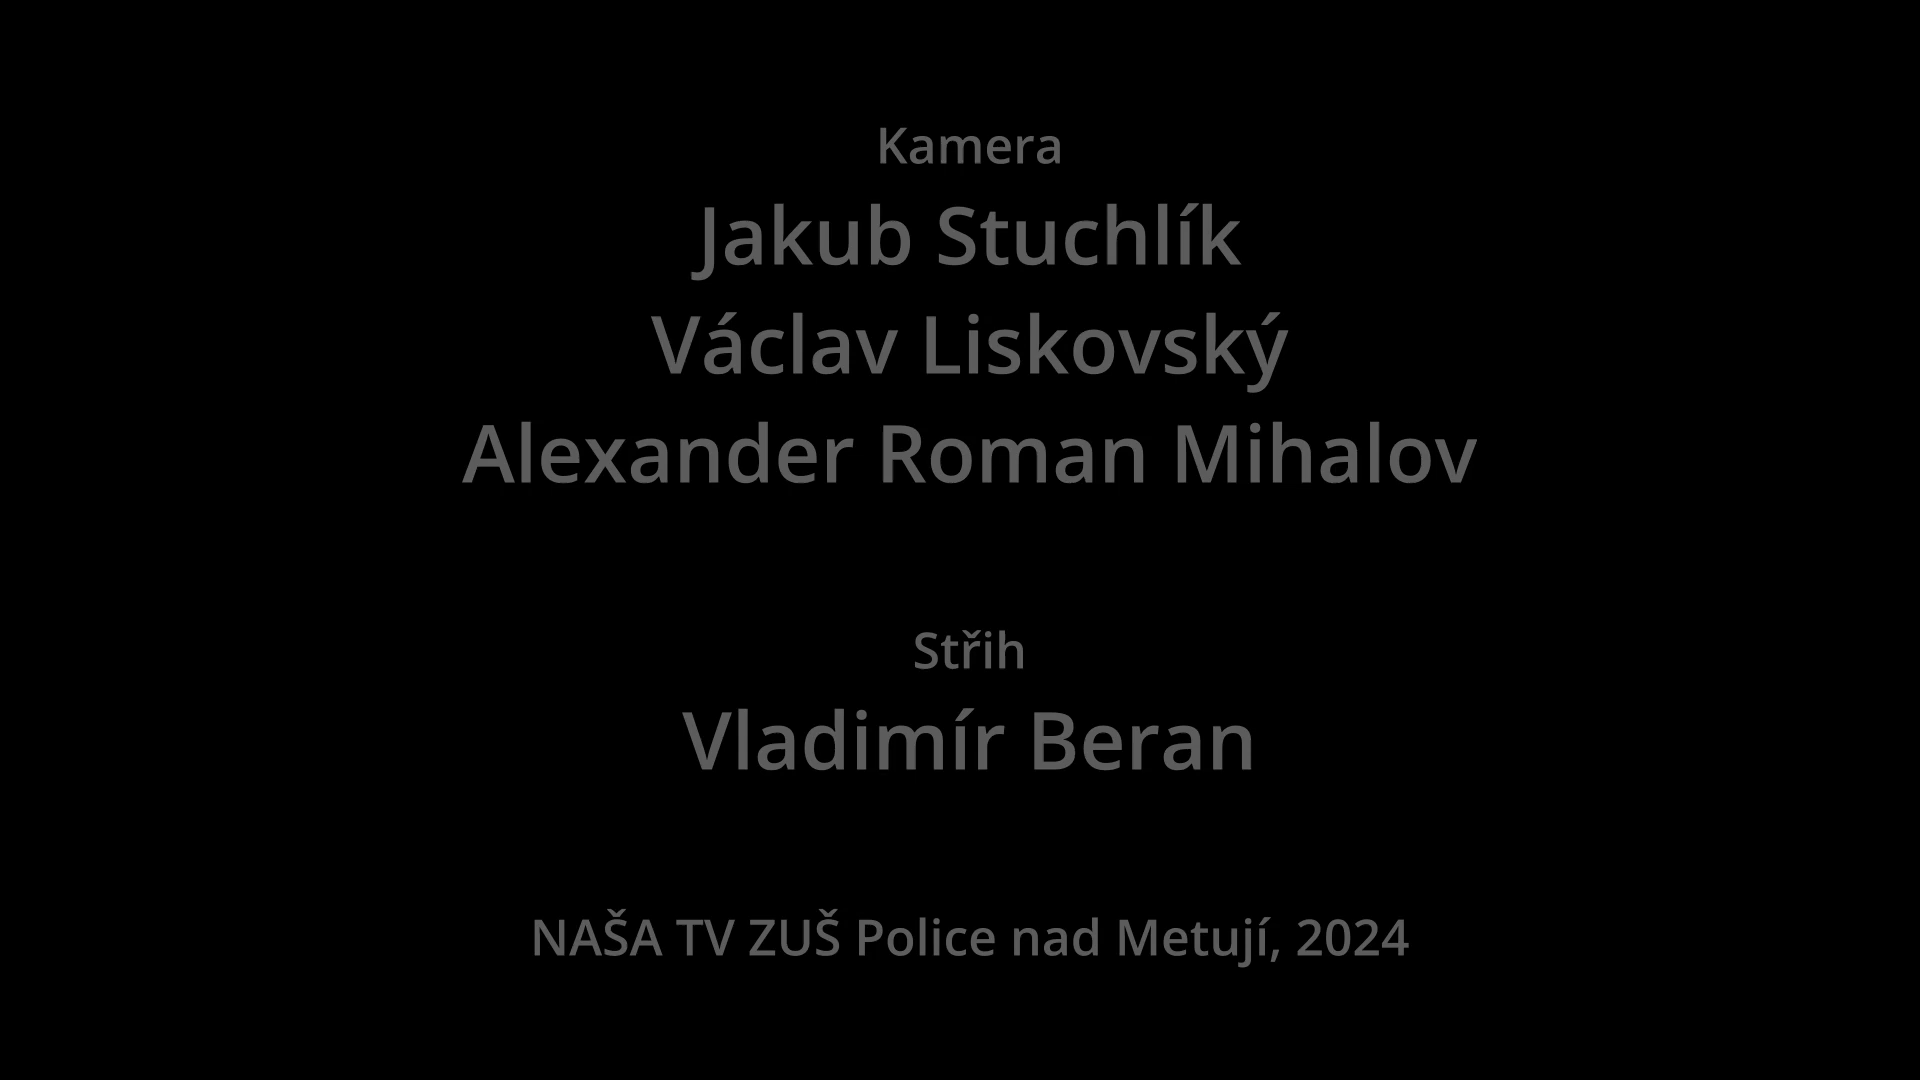 Kamera
Jakub Stuchlík
Václav Liskovský
Alexander Roman Mihalov
Střih
Vladimír Beran
NAŠA TV ZUŠ Police nad Metují, 2024